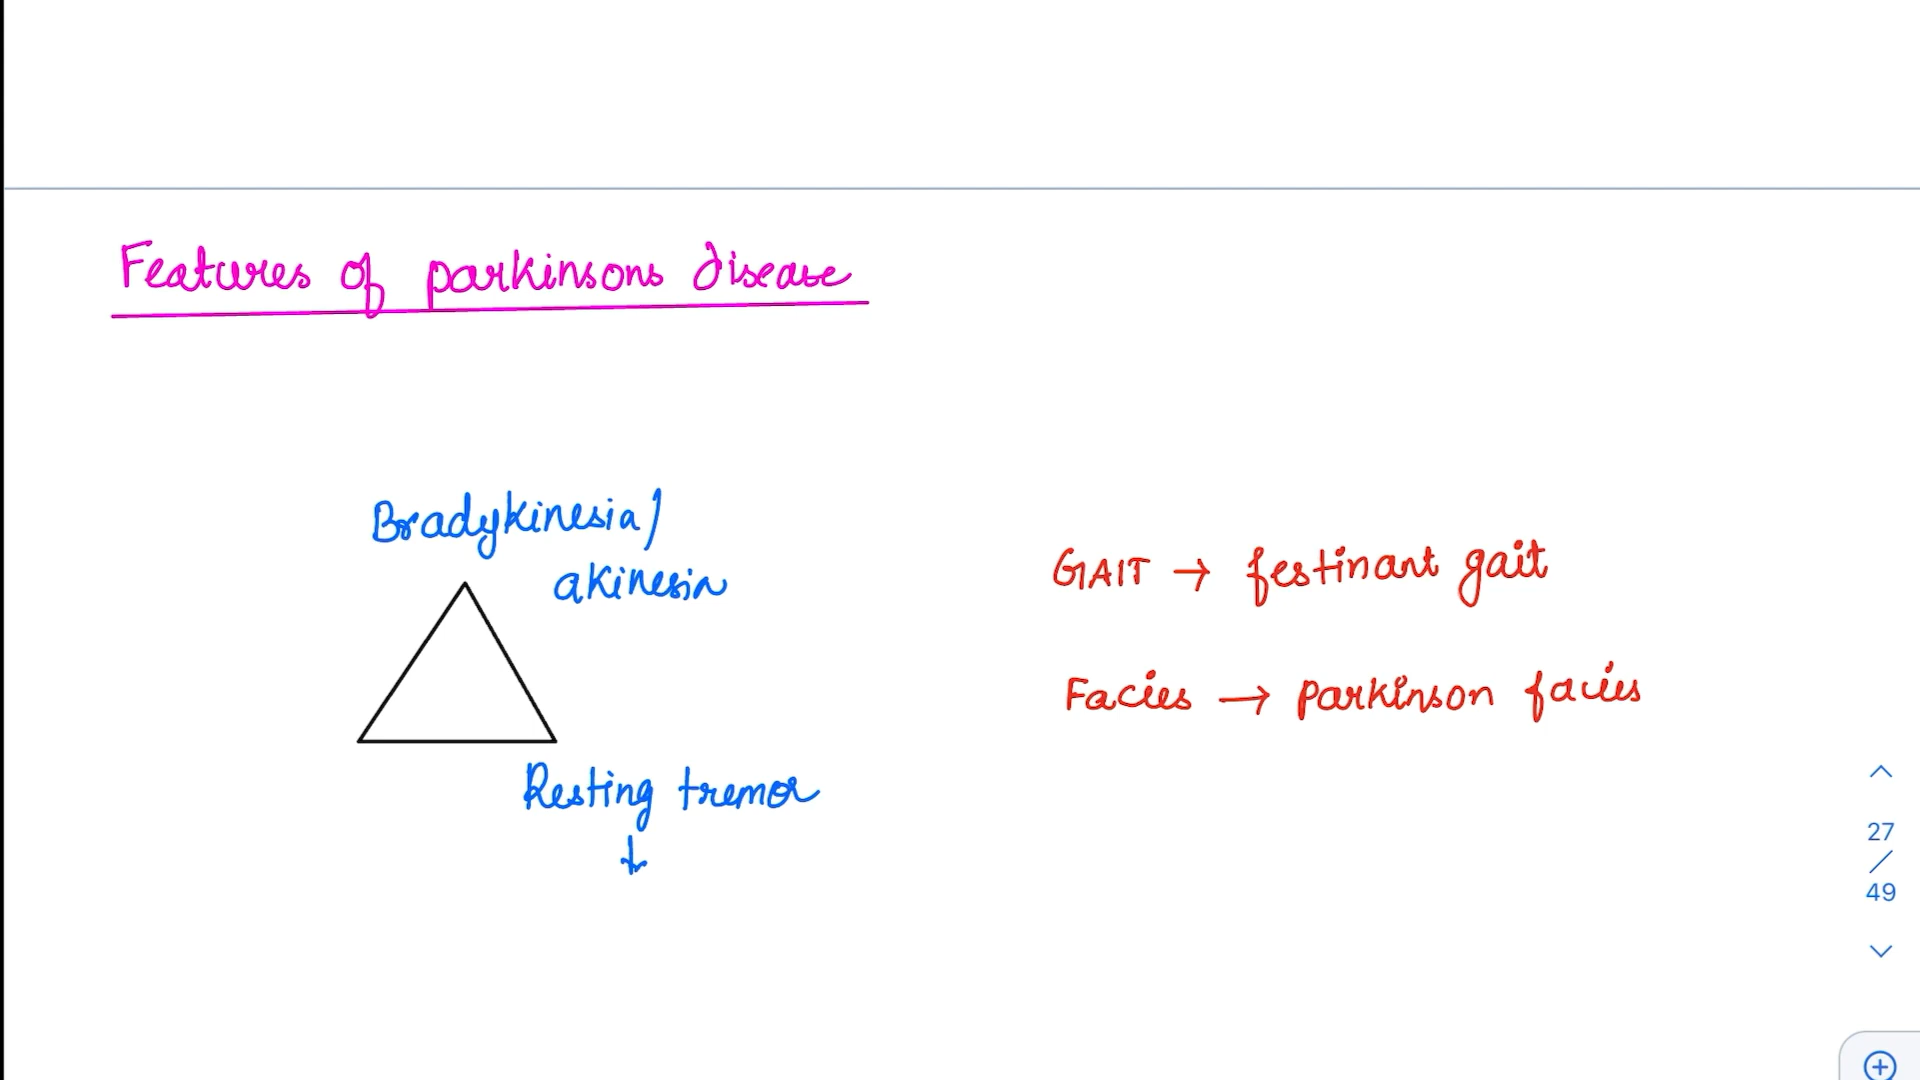 Features of parkinsons disease
Bradykinesia/
akinesia
GAIT → festinant gait
Facies → parkinson facies
Resting tremor
↓
27
/
49